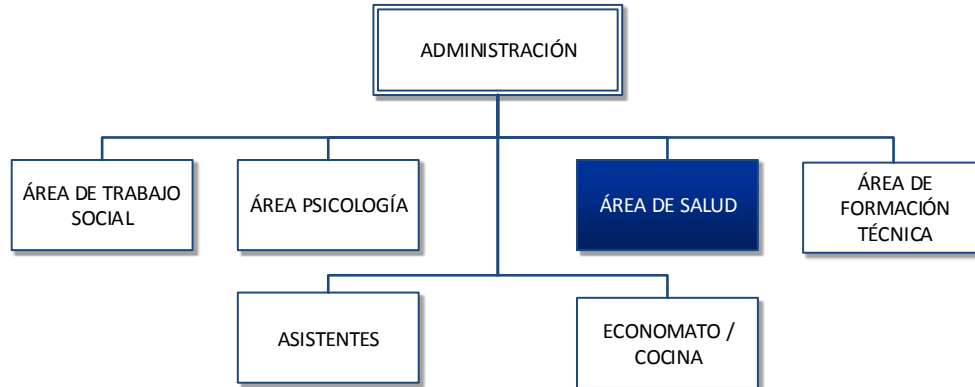 ADMINISTRACIÓN
ÁREA DE TRABAJO
SOCIAL
ÁREA PSICOLOGÍA
ÁREA DE SALUD
ÁREA DE
FORMACIÓN
TÉCNICA
ASISTENTES
ECONOMATO /
COCINA